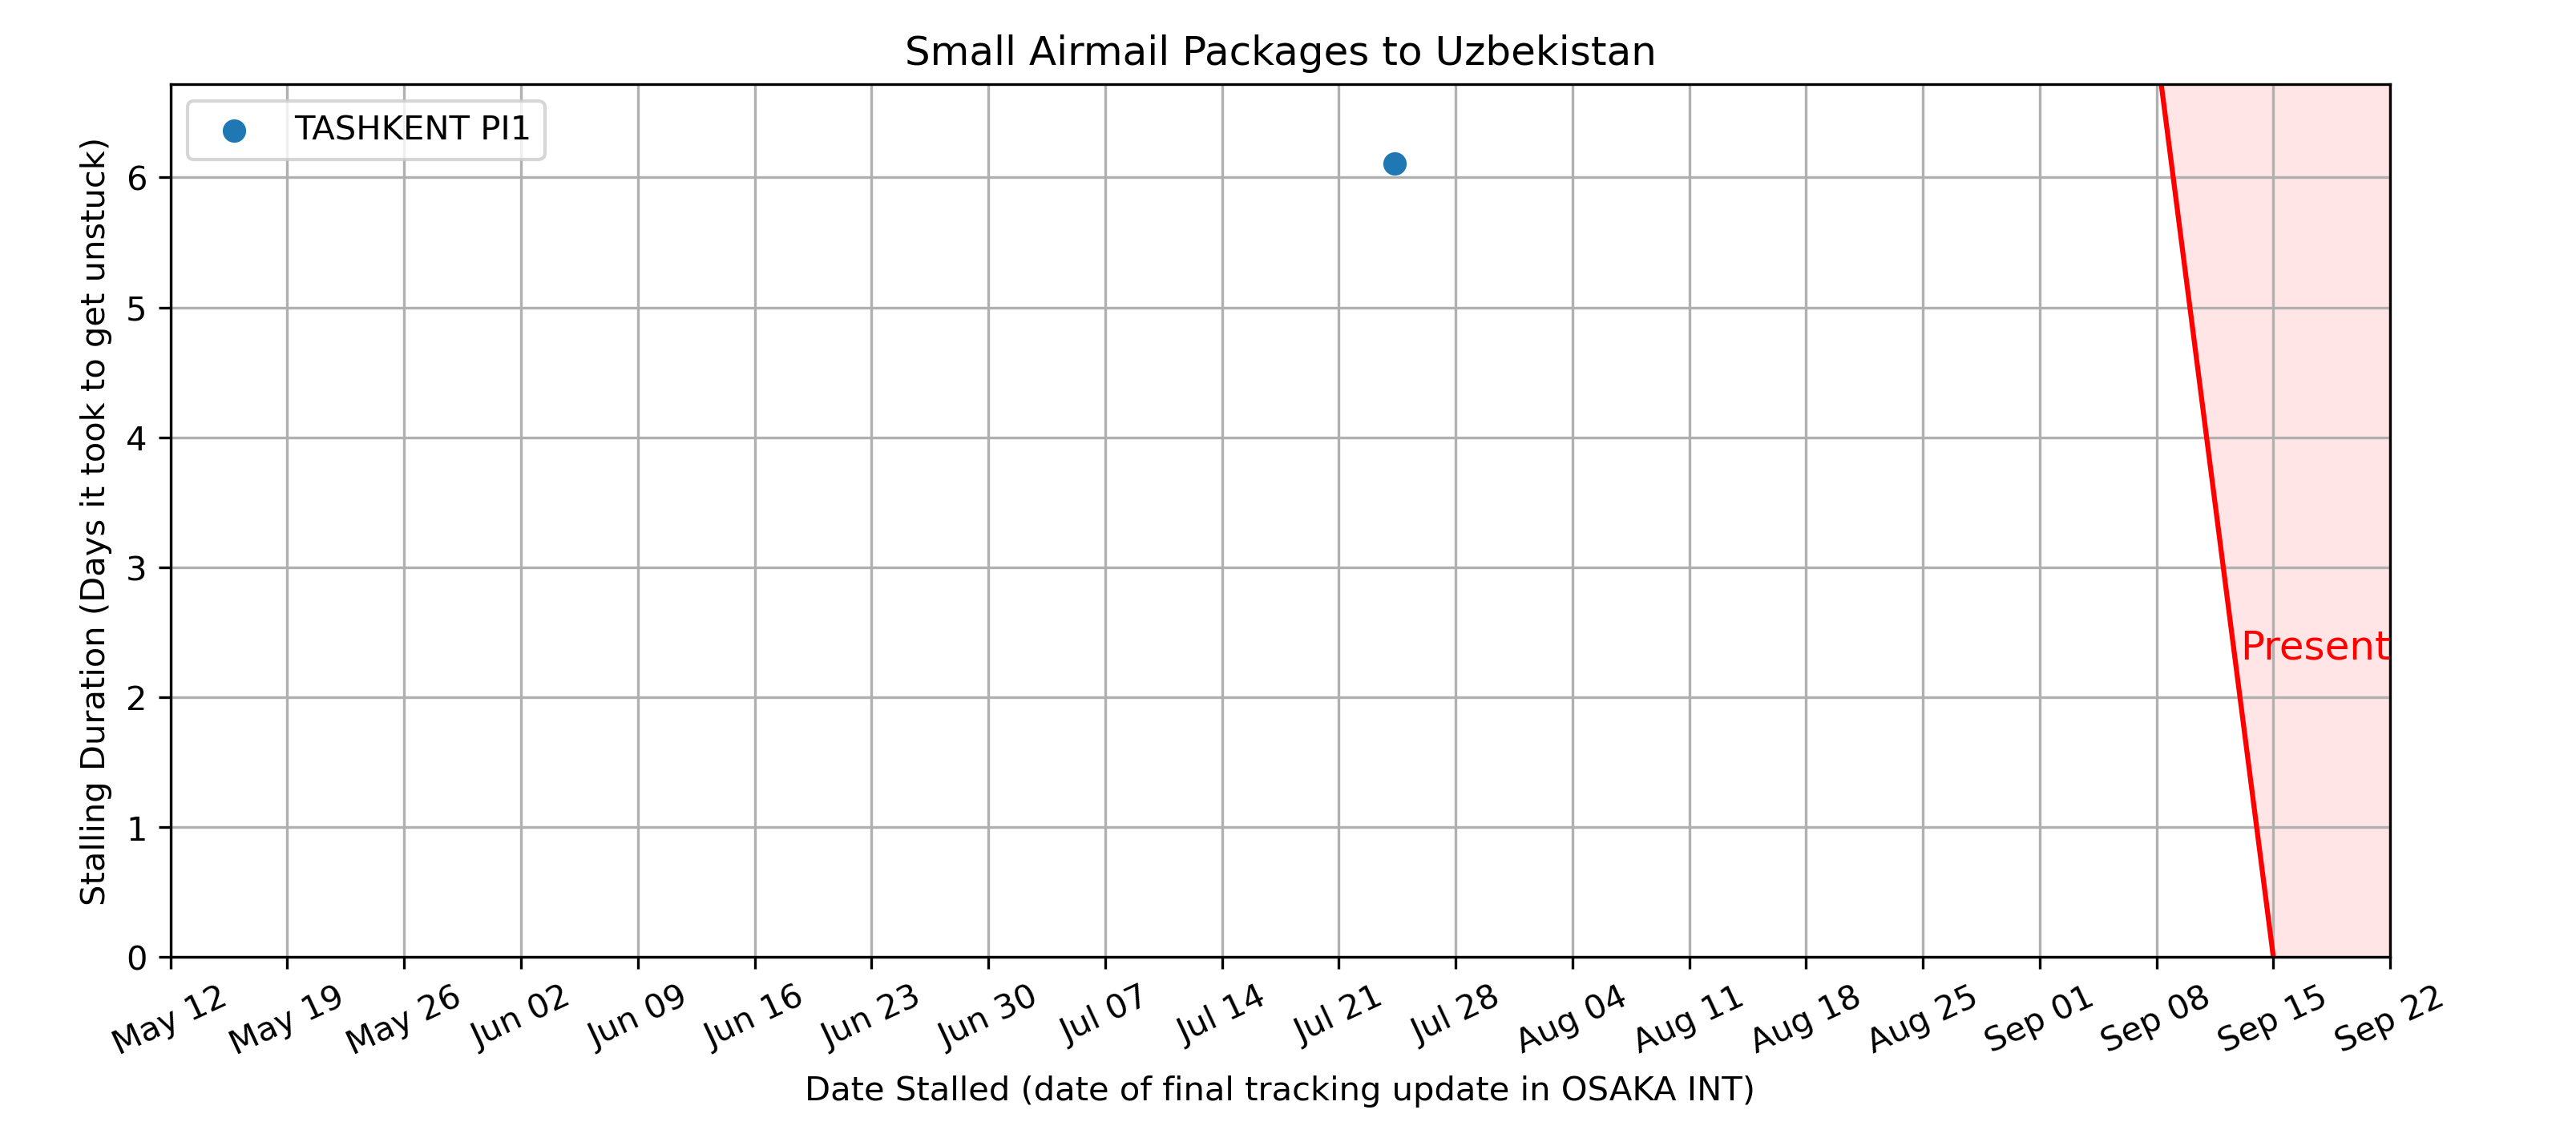 Small Airmail Packages to Uzbekistan
TASHKENT PI1
Stalling Duration (Days it took to get unstuck)
6
5
4
3
2
1
0
Present
May 12 May 19 May 26 Jun 02 Jun 09 Jun 16 Jun 23 Jun 30 Jul 07 Jul 14 Jul 21 Jul 28 Aug 04 Aug 11 Aug 18 Aug 25 Sep 01 Sep 08 Sep 15 Sep 22
Date Stalled (date of final tracking update in OSAKA INT)